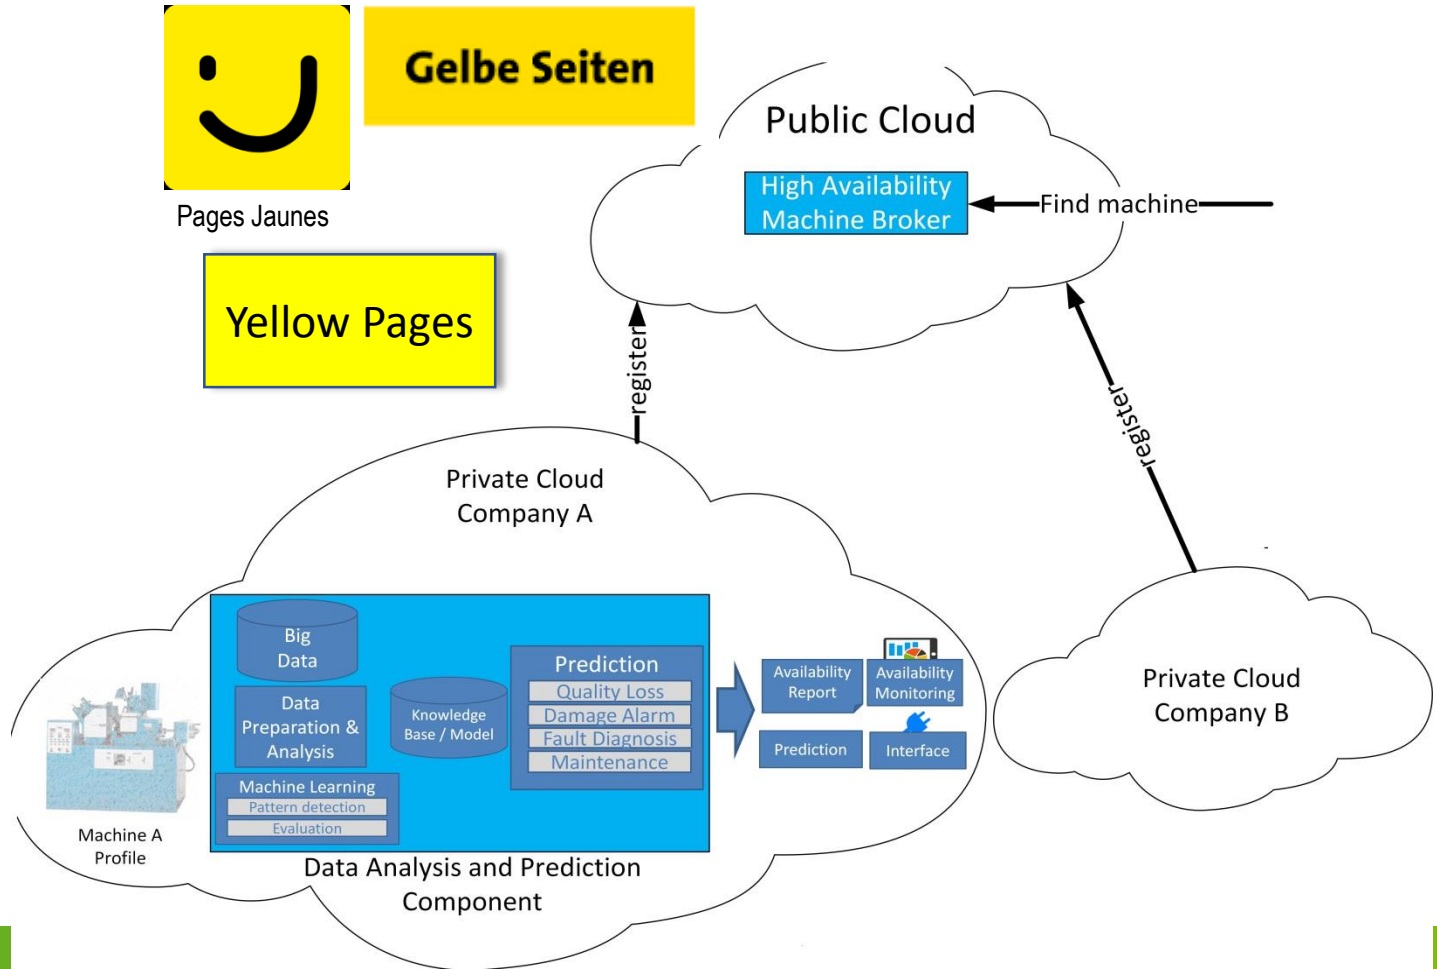 Gelbe Seiten
Pages Jaunes
Yellow Pages
Public Cloud
High Availability
Machine Broker
Find machine
register
register
Private Cloud
Company A
Big
Data
Data
Preparation &
Analysis
Machine Learning
Pattern detection
Evaluation
Knowledge
Base / Model
Prediction
Quality Loss
Damage Alarm
Fault Diagnosis
Maintenance
Availability
Report
Availability
Monitoring
Prediction
Interface
Machine A
Profile
Data Analysis and Prediction
Component
Private Cloud
Company B